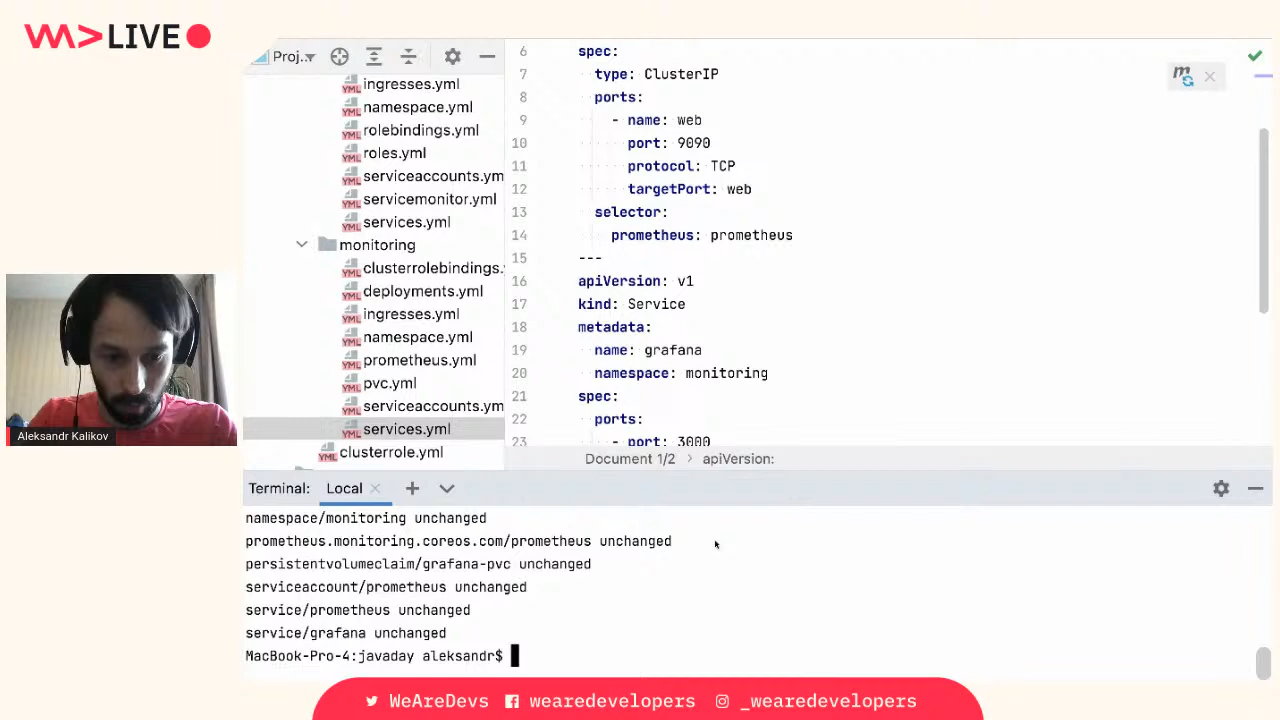 LIVE
Proj...
ingresses.yml
namespace.yml
rolebindings.yml
roles.yml
serviceaccounts.ym
servicemonitor.yml
services.yml
monitoring
clusterrolebindings.
deployments.yml
ingresses.yml
namespace.yml
prometheus.yml
pvc.yml
serviceaccounts.ym
services.yml
clusterrole.yml
6 spec:
7 type: ClusterIP
8 ports:
9 - name: web
10 port: 9090
11 protocol: TCP
12 targetPort: web
13 selector:
14 prometheus: prometheus
15 ---
16 apiVersion: v1
17 kind: Service
18 metadata:
19 name: grafana
20 namespace: monitoring
21 spec:
22 ports:
23 - port: 3000
Document 1/2 > apiVersion:
Aleksandr Kalikov
Terminal: Local
namespace/monitoring unchanged
prometheus.monitoring.coreos.com/prometheus unchanged
persistentvolumeclaim/grafana-pvc unchanged
serviceaccount/prometheus unchanged
service/prometheus unchanged
service/grafana unchanged
MacBook-Pro-4:javaday aleksandr$
WeAreDevs wearedevelopers _wearedevelopers